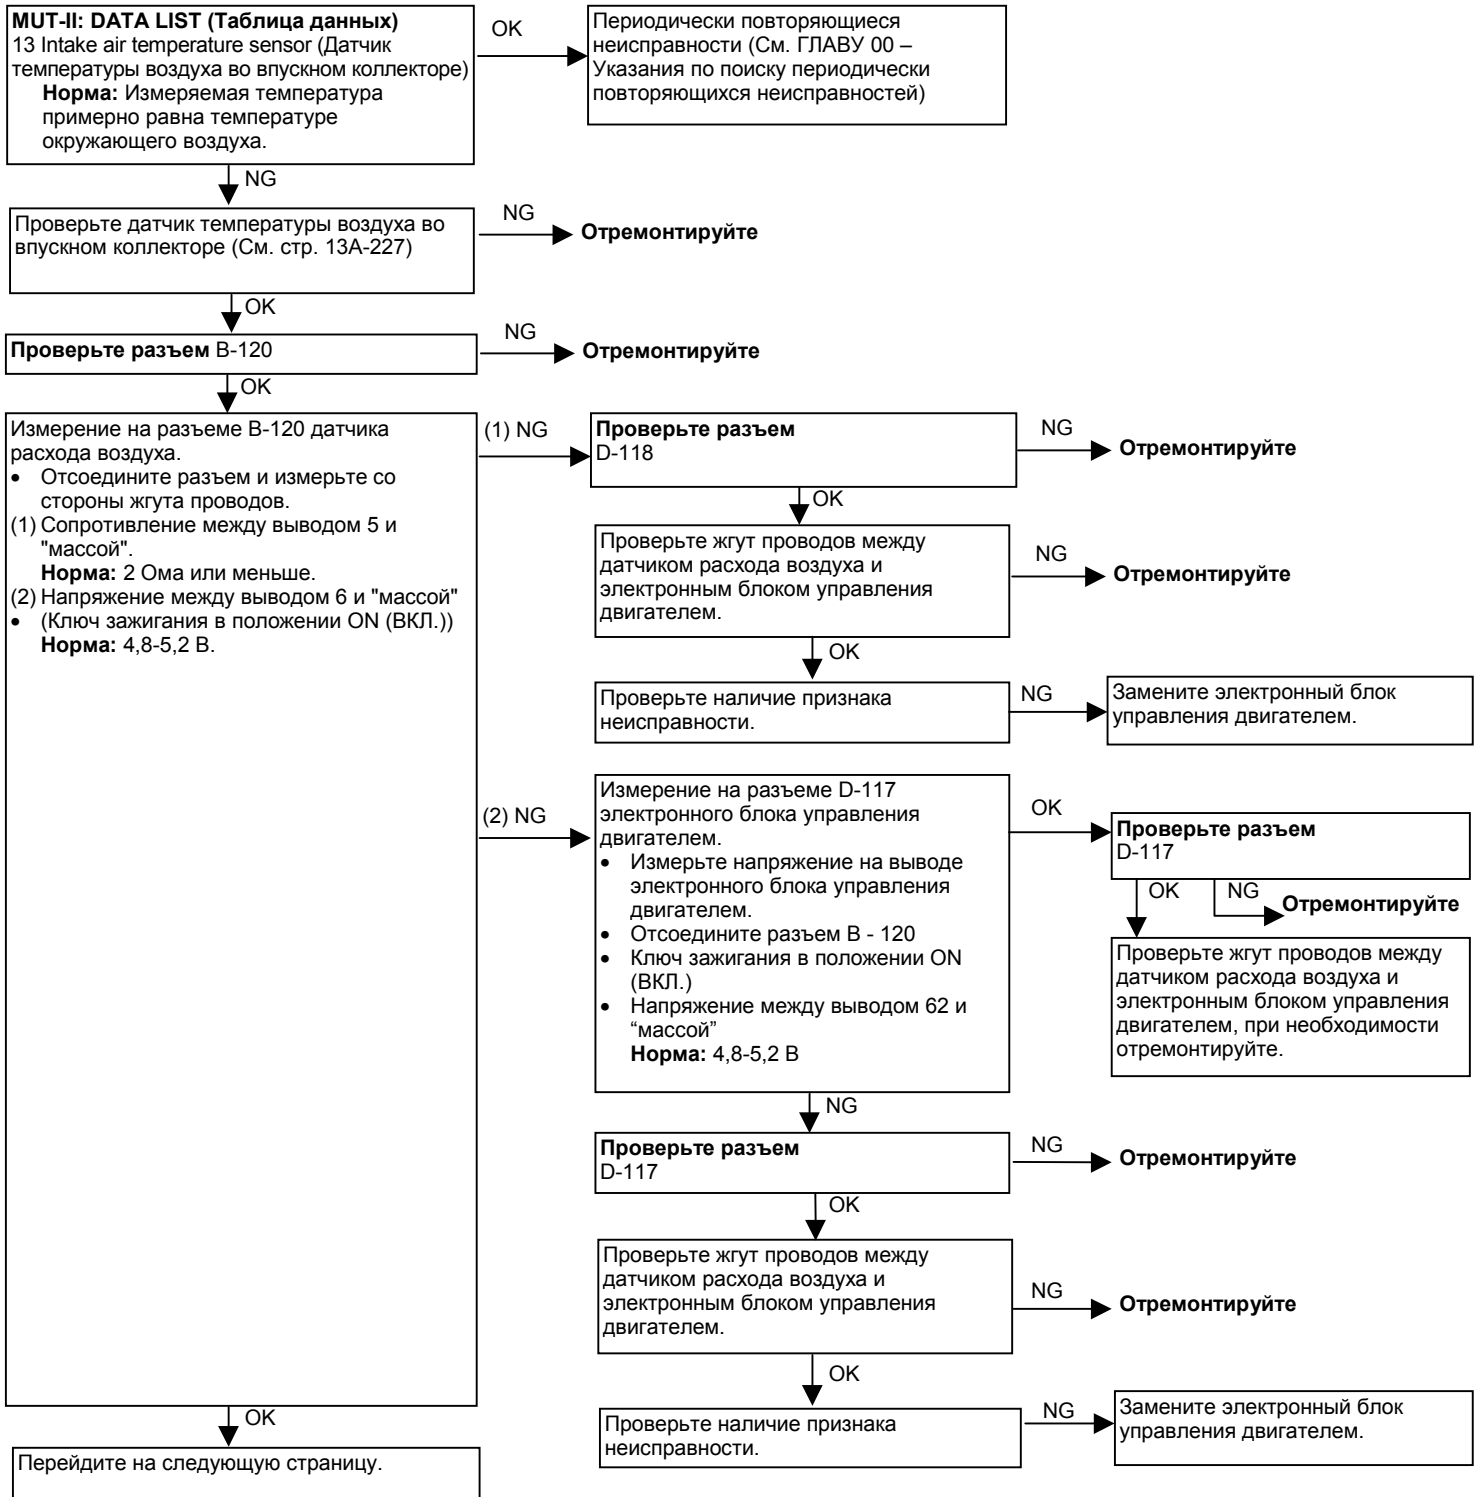 MUT-II: DATA LIST (Таблица данных)
13 Intake air temperature sensor (Датчик
температуры воздуха во впускном коллекторе)
Норма: Измеряемая температура
примерно равна температуре
окружающего воздуха.
OK
Периодически повторяющиеся
неисправности (См. ГЛАВУ 00 –
Указания по поиску периодически
повторяющихся неисправностей)
NG
Проверьте датчик температуры воздуха во
впускном коллекторе (См. стр. 13А-227)
NG
Отремонтируйте
OK
Проверьте разъем B-120
NG
Отремонтируйте
OK
Измерение на разъеме B-120 датчика
расхода воздуха.
• Отсоедините разъем и измерьте со
стороны жгута проводов.
(1) Сопротивление между выводом 5 и
"массой".
Норма: 2 Ома или меньше.
(2) Напряжение между выводом 6 и "массой"
• (Ключ зажигания в положении ON (ВКЛ.))
Норма: 4,8-5,2 В.
(1) NG
Проверьте разъем
D-118
NG
Отремонтируйте
OK
Проверьте жгут проводов между
датчиком расхода воздуха и
электронным блоком управления
двигателем.
NG
Отремонтируйте
OK
Проверьте наличие признака
неисправности.
NG
Замените электронный блок
управления двигателем.
(2) NG
Измерение на разъеме D-117
электронного блока управления
двигателем.
• Измерьте напряжение на выводе
электронного блока управления
двигателем.
• Отсоедините разъем B - 120
• Ключ зажигания в положении ON
(ВКЛ.)
• Напряжение между выводом 62 и
“массой”
Норма: 4,8-5,2 В
OK
Проверьте разъем
D-117
OK
NG
Отремонтируйте
Проверьте жгут проводов между
датчиком расхода воздуха и
электронным блоком управления
двигателем, при необходимости
отремонтируйте.
NG
Проверьте разъем
D-117
NG
Отремонтируйте
OK
Проверьте жгут проводов между
датчиком расхода воздуха и
электронным блоком управления
двигателем.
NG
Отремонтируйте
OK
Проверьте наличие признака
неисправности.
NG
Замените электронный блок
управления двигателем.
OK
Перейдите на следующую страницу.